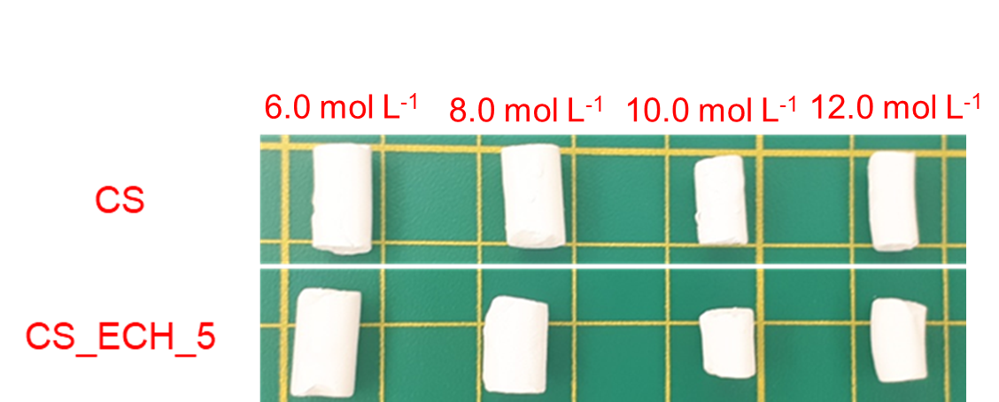 6.0 mol L⁻¹ 8.0 mol L⁻¹ 10.0 mol L⁻¹ 12.0 mol L⁻¹
CS
CS_ECH_5